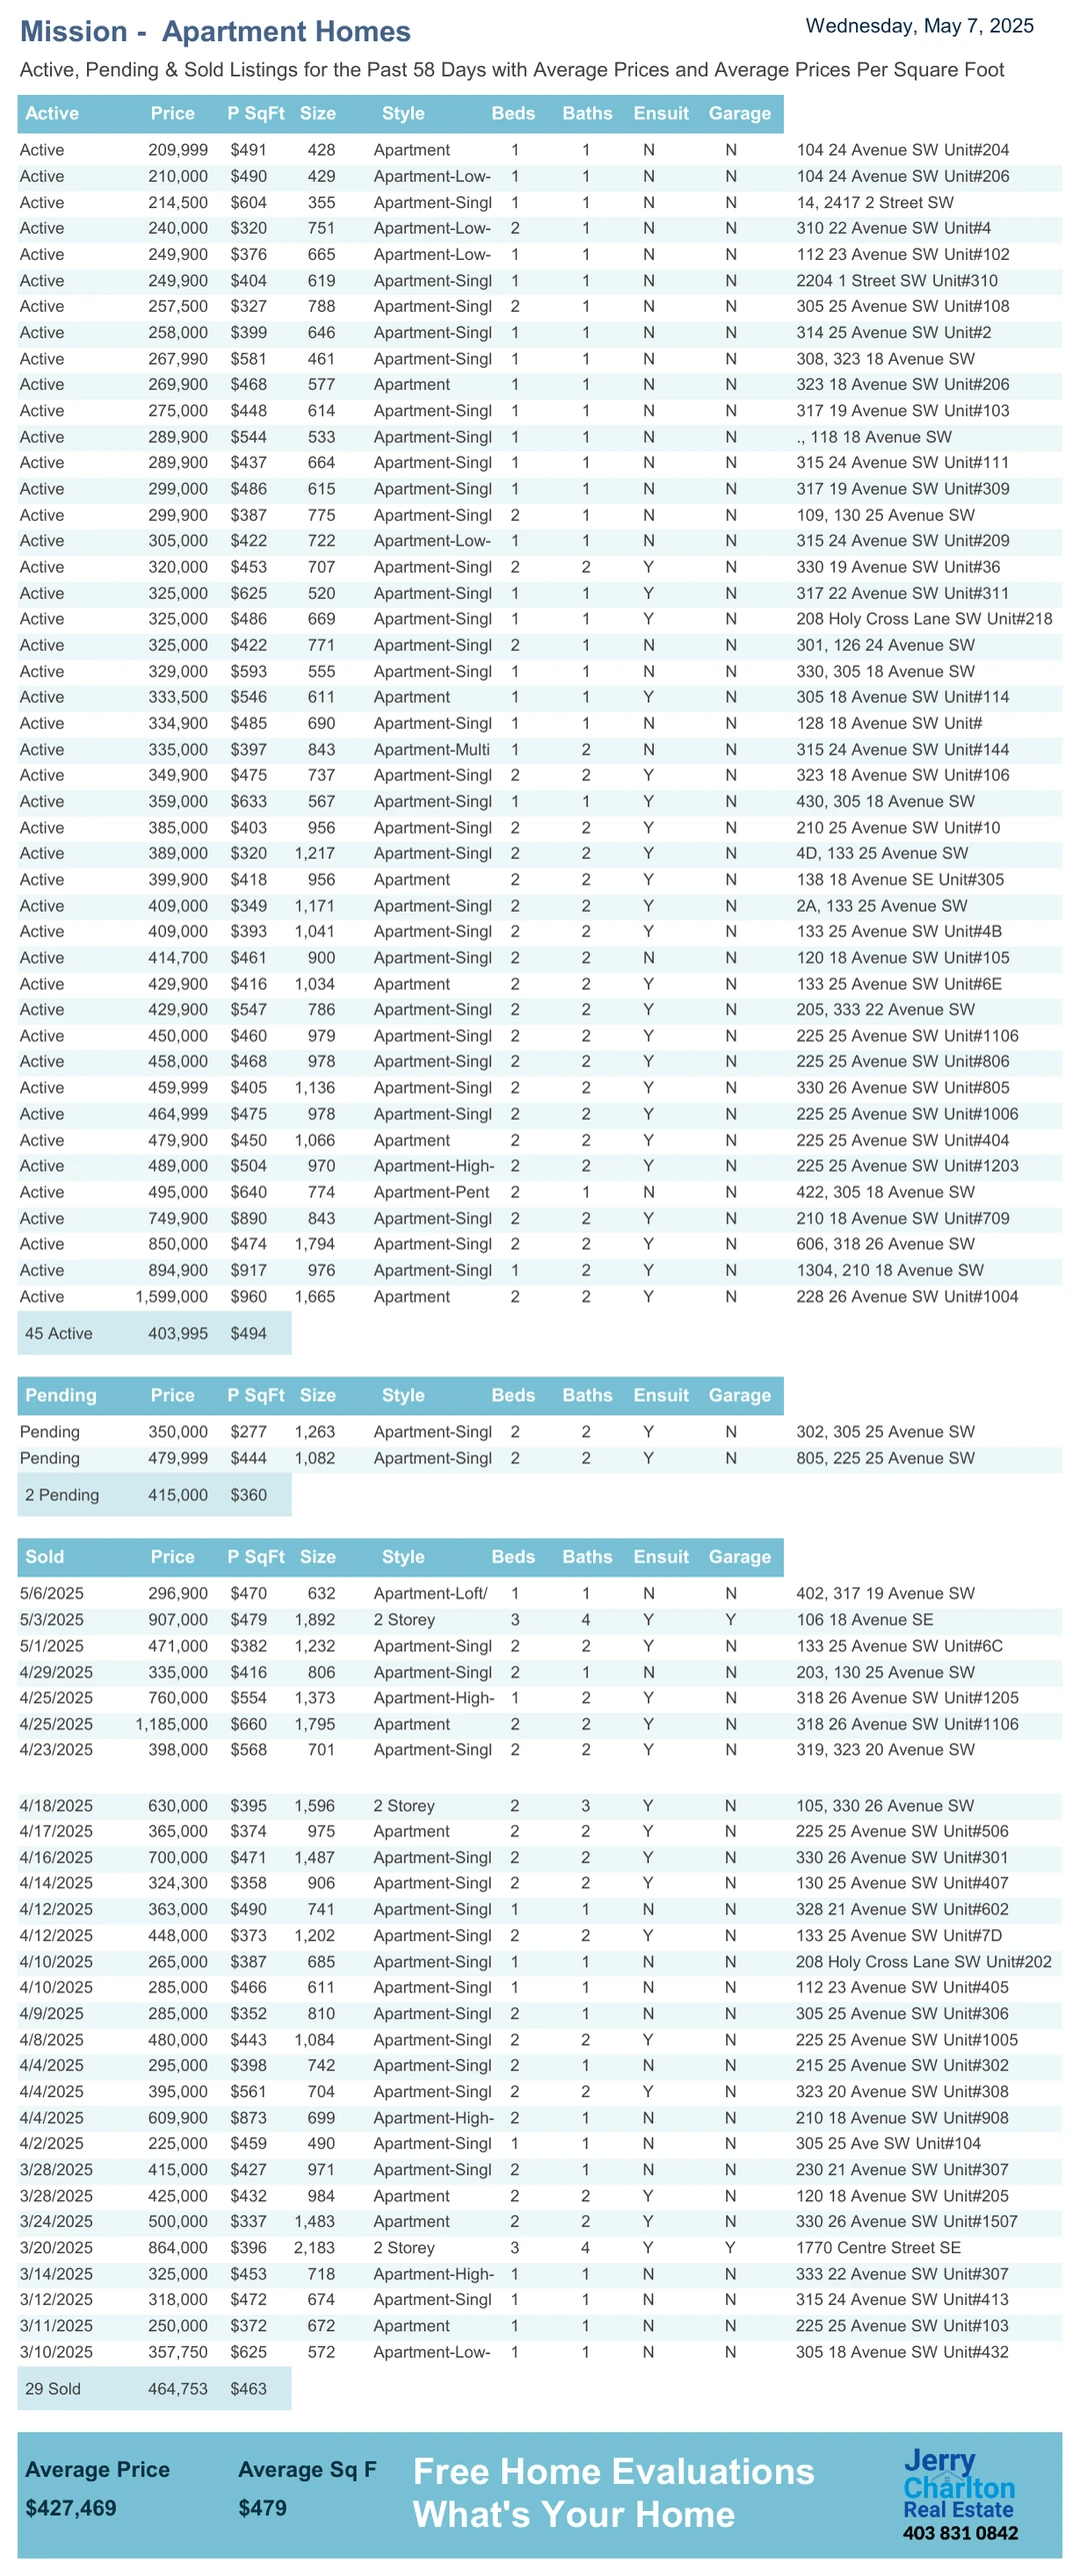 Mission -  Apartment Homes
Wednesday, May 7, 2025
Active, Pending & Sold Listings for the Past 58 Days with Average Prices and Average Prices Per Square Foot
Active Price P SqFt Size Style Beds Baths Ensuit Garage
Active 209,999 $491 428 Apartment 1 1 N N 104 24 Avenue SW Unit#204
Active 210,000 $490 429 Apartment-Low- 1 1 N N 104 24 Avenue SW Unit#206
Active 214,500 $604 355 Apartment-Singl 1 1 N N 14, 2417 2 Street SW
Active 240,000 $320 751 Apartment-Low- 2 1 N N 310 22 Avenue SW Unit#4
Active 249,900 $376 665 Apartment-Low- 1 1 N N 112 23 Avenue SW Unit#102
Active 249,900 $404 619 Apartment-Singl 1 1 N N 2204 1 Street SW Unit#310
Active 257,500 $327 788 Apartment-Singl 2 1 N N 305 25 Avenue SW Unit#108
Active 258,000 $399 646 Apartment-Singl 1 1 N N 314 25 Avenue SW Unit#2
Active 267,990 $581 461 Apartment-Singl 1 1 N N 308, 323 18 Avenue SW
Active 269,900 $468 577 Apartment 1 1 N N 323 18 Avenue SW Unit#206
Active 275,000 $448 614 Apartment-Singl 1 1 N N 317 19 Avenue SW Unit#103
Active 289,900 $544 533 Apartment-Singl 1 1 N N ., 118 18 Avenue SW
Active 289,900 $437 664 Apartment-Singl 1 1 N N 315 24 Avenue SW Unit#111
Active 299,000 $486 615 Apartment-Singl 1 1 N N 317 19 Avenue SW Unit#309
Active 299,900 $387 775 Apartment-Singl 2 1 N N 109, 130 25 Avenue SW
Active 305,000 $422 722 Apartment-Low- 1 1 N N 315 24 Avenue SW Unit#209
Active 320,000 $453 707 Apartment-Singl 2 2 Y N 330 19 Avenue SW Unit#36
Active 325,000 $625 520 Apartment-Singl 1 1 Y N 317 22 Avenue SW Unit#311
Active 325,000 $486 669 Apartment-Singl 1 1 Y N 208 Holy Cross Lane SW Unit#218
Active 325,000 $422 771 Apartment-Singl 2 1 N N 301, 126 24 Avenue SW
Active 329,000 $593 555 Apartment-Singl 1 1 N N 330, 305 18 Avenue SW
Active 333,500 $546 611 Apartment 1 1 Y N 305 18 Avenue SW Unit#114
Active 334,900 $485 690 Apartment-Singl 1 1 N N 128 18 Avenue SW Unit#
Active 335,000 $397 843 Apartment-Multi 1 2 N N 315 24 Avenue SW Unit#144
Active 349,900 $475 737 Apartment-Singl 2 2 Y N 323 18 Avenue SW Unit#106
Active 359,000 $633 567 Apartment-Singl 1 1 Y N 430, 305 18 Avenue SW
Active 385,000 $403 956 Apartment-Singl 2 2 Y N 210 25 Avenue SW Unit#10
Active 389,000 $320 1,217 Apartment-Singl 2 2 Y N 4D, 133 25 Avenue SW
Active 399,900 $418 956 Apartment 2 2 Y N 138 18 Avenue SE Unit#305
Active 409,000 $349 1,171 Apartment-Singl 2 2 Y N 2A, 133 25 Avenue SW
Active 409,000 $393 1,041 Apartment-Singl 2 2 Y N 133 25 Avenue SW Unit#4B
Active 414,700 $461 900 Apartment-Singl 2 2 N N 120 18 Avenue SW Unit#105
Active 429,900 $416 1,034 Apartment 2 2 Y N 133 25 Avenue SW Unit#6E
Active 429,900 $547 786 Apartment-Singl 2 2 Y N 205, 333 22 Avenue SW
Active 450,000 $460 979 Apartment-Singl 2 2 Y N 225 25 Avenue SW Unit#1106
Active 458,000 $468 978 Apartment-Singl 2 2 Y N 225 25 Avenue SW Unit#806
Active 459,999 $405 1,136 Apartment-Singl 2 2 Y N 330 26 Avenue SW Unit#805
Active 464,999 $475 978 Apartment-Singl 2 2 Y N 225 25 Avenue SW Unit#1006
Active 479,900 $450 1,066 Apartment 2 2 Y N 225 25 Avenue SW Unit#404
Active 489,000 $504 970 Apartment-High- 2 2 Y N 225 25 Avenue SW Unit#1203
Active 495,000 $640 774 Apartment-Pent 2 1 N N 422, 305 18 Avenue SW
Active 749,900 $890 843 Apartment-Singl 2 2 Y N 210 18 Avenue SW Unit#709
Active 850,000 $474 1,794 Apartment-Singl 2 2 Y N 606, 318 26 Avenue SW
Active 894,900 $917 976 Apartment-Singl 1 2 Y N 1304, 210 18 Avenue SW
Active 1,599,000 $960 1,665 Apartment 2 2 Y N 228 26 Avenue SW Unit#1004
45 Active 403,995 $494
Pending Price P SqFt Size Style Beds Baths Ensuit Garage
Pending 350,000 $277 1,263 Apartment-Singl 2 2 Y N 302, 305 25 Avenue SW
Pending 479,999 $444 1,082 Apartment-Singl 2 2 Y N 805, 225 25 Avenue SW
2 Pending 415,000 $360
Sold Price P SqFt Size Style Beds Baths Ensuit Garage
5/6/2025 296,900 $470 632 Apartment-Loft/ 1 1 N N 402, 317 19 Avenue SW
5/3/2025 907,000 $479 1,892 2 Storey 3 4 Y Y 106 18 Avenue SE
5/1/2025 471,000 $382 1,232 Apartment-Singl 2 2 Y N 133 25 Avenue SW Unit#6C
4/29/2025 335,000 $416 806 Apartment-Singl 2 1 N N 203, 130 25 Avenue SW
4/25/2025 760,000 $554 1,373 Apartment-High- 1 2 Y N 318 26 Avenue SW Unit#1205
4/25/2025 1,185,000 $660 1,795 Apartment 2 2 Y N 318 26 Avenue SW Unit#1106
4/23/2025 398,000 $568 701 Apartment-Singl 2 2 Y N 319, 323 20 Avenue SW
4/18/2025 630,000 $395 1,596 2 Storey 2 3 Y N 105, 330 26 Avenue SW
4/17/2025 365,000 $374 975 Apartment 2 2 Y N 225 25 Avenue SW Unit#506
4/16/2025 700,000 $471 1,487 Apartment-Singl 2 2 Y N 330 26 Avenue SW Unit#301
4/14/2025 324,300 $358 906 Apartment-Singl 2 2 Y N 130 25 Avenue SW Unit#407
4/12/2025 363,000 $490 741 Apartment-Singl 1 1 N N 328 21 Avenue SW Unit#602
4/12/2025 448,000 $373 1,202 Apartment-Singl 2 2 Y N 133 25 Avenue SW Unit#7D
4/10/2025 265,000 $387 685 Apartment-Singl 1 1 N N 208 Holy Cross Lane SW Unit#202
4/10/2025 285,000 $466 611 Apartment-Singl 1 1 N N 112 23 Avenue SW Unit#405
4/9/2025 285,000 $352 810 Apartment-Singl 2 1 N N 305 25 Avenue SW Unit#306
4/8/2025 480,000 $443 1,084 Apartment-Singl 2 2 Y N 225 25 Avenue SW Unit#1005
4/4/2025 295,000 $398 742 Apartment-Singl 2 1 N N 215 25 Avenue SW Unit#302
4/4/2025 395,000 $561 704 Apartment-Singl 2 2 Y N 323 20 Avenue SW Unit#308
4/4/2025 609,900 $873 699 Apartment-High- 2 1 N N 210 18 Avenue SW Unit#908
4/2/2025 225,000 $459 490 Apartment-Singl 1 1 N N 305 25 Ave SW Unit#104
3/28/2025 415,000 $427 971 Apartment-Singl 2 1 N N 230 21 Avenue SW Unit#307
3/28/2025 425,000 $432 984 Apartment 2 2 Y N 120 18 Avenue SW Unit#205
3/24/2025 500,000 $337 1,483 Apartment 2 2 Y N 330 26 Avenue SW Unit#1507
3/20/2025 864,000 $396 2,183 2 Storey 3 4 Y Y 1770 Centre Street SE
3/14/2025 325,000 $453 718 Apartment-High- 1 1 N N 333 22 Avenue SW Unit#307
3/12/2025 318,000 $472 674 Apartment-Singl 1 1 N N 315 24 Avenue SW Unit#413
3/11/2025 250,000 $372 672 Apartment 1 1 N N 225 25 Avenue SW Unit#103
3/10/2025 357,750 $625 572 Apartment-Low- 1 1 N N 305 18 Avenue SW Unit#432
29 Sold 464,753 $463
Average Price Average Sq F
$427,469 $479
Free Home Evaluations
What's Your Home
Jerry
Charlton
Real Estate
403 831 0842